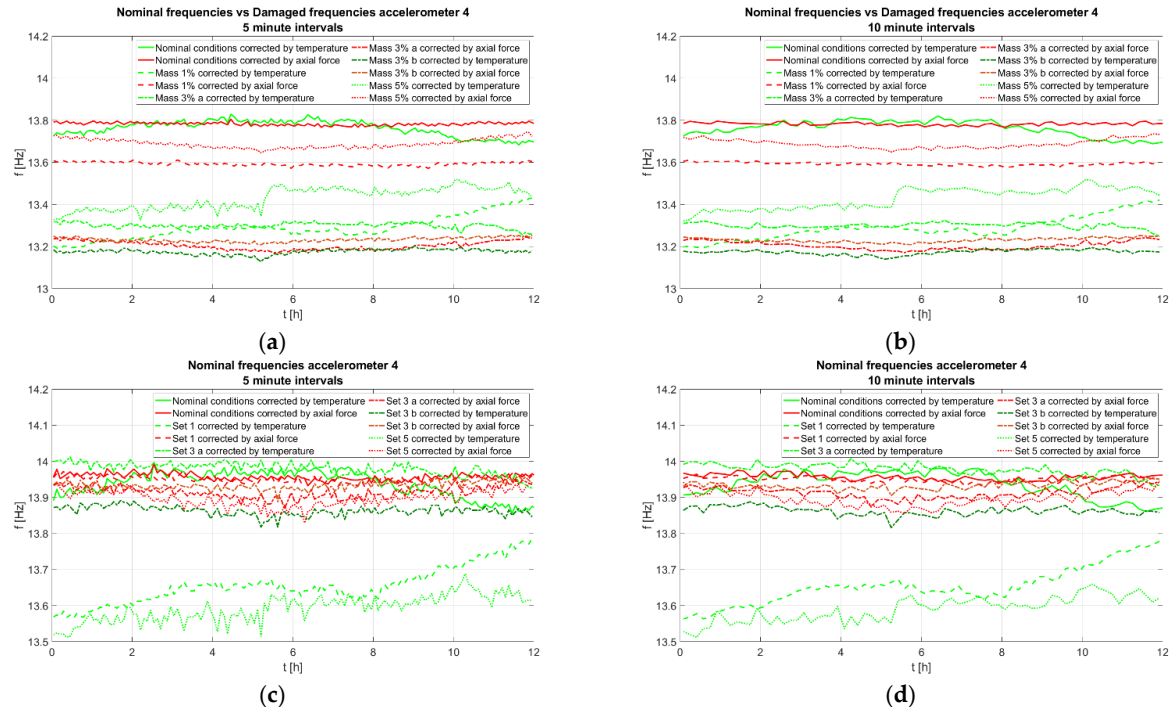 Nominal frequencies vs Damaged frequencies accelerometer 4
5 minute intervals
14.2
14
13.8
13.6
13.4
13.2
13
f [Hz]
Nominal conditions corrected by temperature
Nominal conditions corrected by axial force
Mass 1% corrected by temperature
Mass 1% corrected by axial force
Mass 3% a corrected by temperature
Mass 3% a corrected by axial force
Mass 3% b corrected by temperature
Mass 3% b corrected by axial force
Mass 5% corrected by temperature
Mass 5% corrected by axial force
0 2 4 6 8 10 12
t [h]
(a)
Nominal frequencies vs Damaged frequencies accelerometer 4
10 minute intervals
14.2
14
13.8
13.6
13.4
13.2
13
f [Hz]
Nominal conditions corrected by temperature
Nominal conditions corrected by axial force
Mass 1% corrected by temperature
Mass 1% corrected by axial force
Mass 3% a corrected by temperature
Mass 3% a corrected by axial force
Mass 3% b corrected by temperature
Mass 3% b corrected by axial force
Mass 5% corrected by temperature
Mass 5% corrected by axial force
0 2 4 6 8 10 12
t [h]
(b)
Nominal frequencies accelerometer 4
5 minute intervals
14.2
14.1
14
13.9
13.8
13.7
13.6
13.5
f [Hz]
Nominal conditions corrected by temperature
Nominal conditions corrected by axial force
Set 1 corrected by temperature
Set 1 corrected by axial force
Set 3 a corrected by temperature
Set 3 a corrected by axial force
Set 3 b corrected by temperature
Set 3 b corrected by axial force
Set 5 corrected by temperature
Set 5 corrected by axial force
0 2 4 6 8 10 12
t [h]
(c)
Nominal frequencies accelerometer 4
10 minute intervals
14.2
14.1
14
13.9
13.8
13.7
13.6
13.5
f [Hz]
Nominal conditions corrected by temperature
Nominal conditions corrected by axial force
Set 1 corrected by temperature
Set 1 corrected by axial force
Set 3 a corrected by temperature
Set 3 a corrected by axial force
Set 3 b corrected by temperature
Set 3 b corrected by axial force
Set 5 corrected by temperature
Set 5 corrected by axial force
0 2 4 6 8 10 12
t [h]
(d)